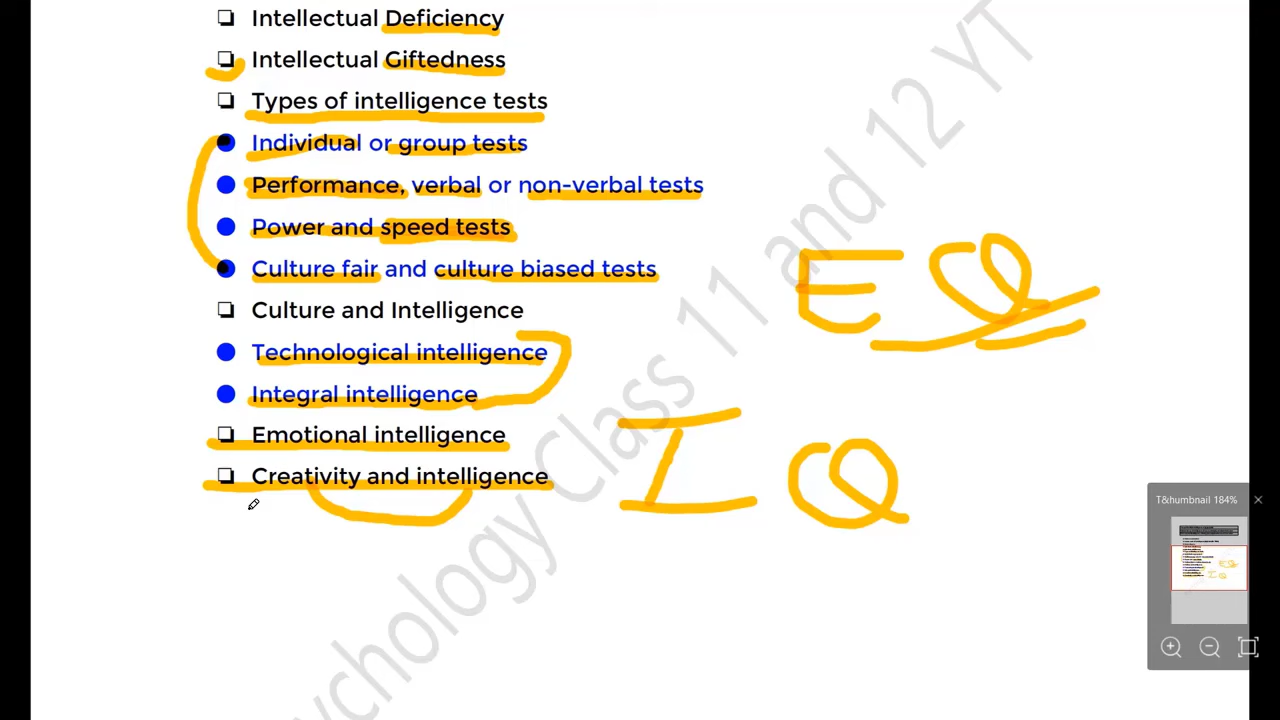 Intellectual Deficiency
Intellectual Giftedness
Types of intelligence tests
Individual or group tests
Performance, verbal or non-verbal tests
Power and speed tests
Culture fair and culture biased tests
Culture and Intelligence
Technological intelligence
Integral intelligence
Emotional intelligence
Creativity and intelligence
EQ
IQ
ychology Class 11 and 12 YT
T&humbnail 184%